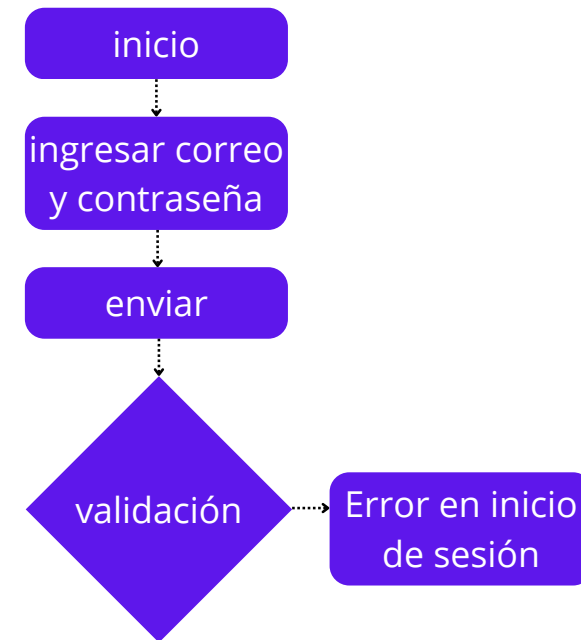 inicio
ingresar correo
y contraseña
enviar
validación
Error en inicio
de sesión